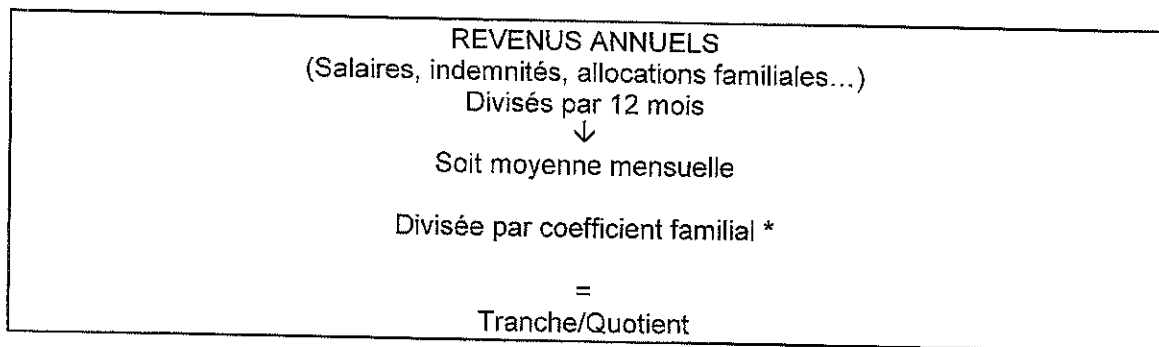 REVENUS ANNUELS
(Salaires, indemnités, allocations familiales...)
Divisés par 12 mois
↓
Soit moyenne mensuelle
Divisée par coefficient familial *
=
Tranche/Quotient